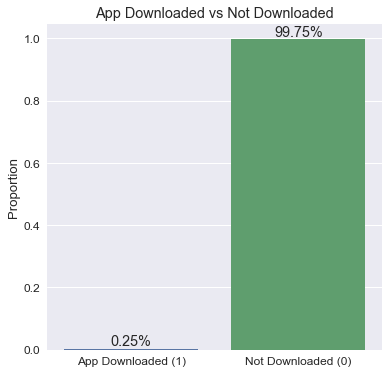 App Downloaded vs Not Downloaded
99.75%
1.0
0.8
0.6
0.4
0.2
0.0
Proportion
0.25%
App Downloaded (1)
Not Downloaded (0)